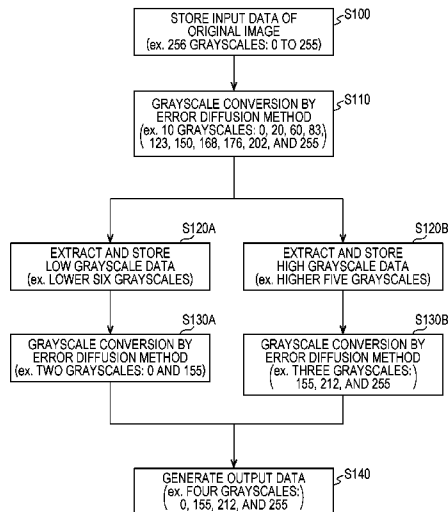 STORE INPUT DATA OF
ORIGINAL IMAGE
(ex. 256 GRAYSCALES: 0 TO 255)
S100
GRAYSCALE CONVERSION BY
ERROR DIFFUSION METHOD
(ex. 10 GRAYSCALES: 0, 20, 60, 83,
123, 150, 168, 176, 202, AND 255)
S110
EXTRACT AND STORE
LOW GRAYSCALE DATA
(ex. LOWER SIX GRAYSCALES)
S120A
EXTRACT AND STORE
HIGH GRAYSCALE DATA
(ex. HIGHER FIVE GRAYSCALES)
S120B
GRAYSCALE CONVERSION BY
ERROR DIFFUSION METHOD
(ex. TWO GRAYSCALES: 0 AND 155)
S130A
GRAYSCALE CONVERSION BY
ERROR DIFFUSION METHOD
(ex. THREE GRAYSCALES:
155, 212, AND 255)
S130B
GENERATE OUTPUT DATA
(ex. FOUR GRAYSCALES:
0, 155, 212, AND 255)
S140